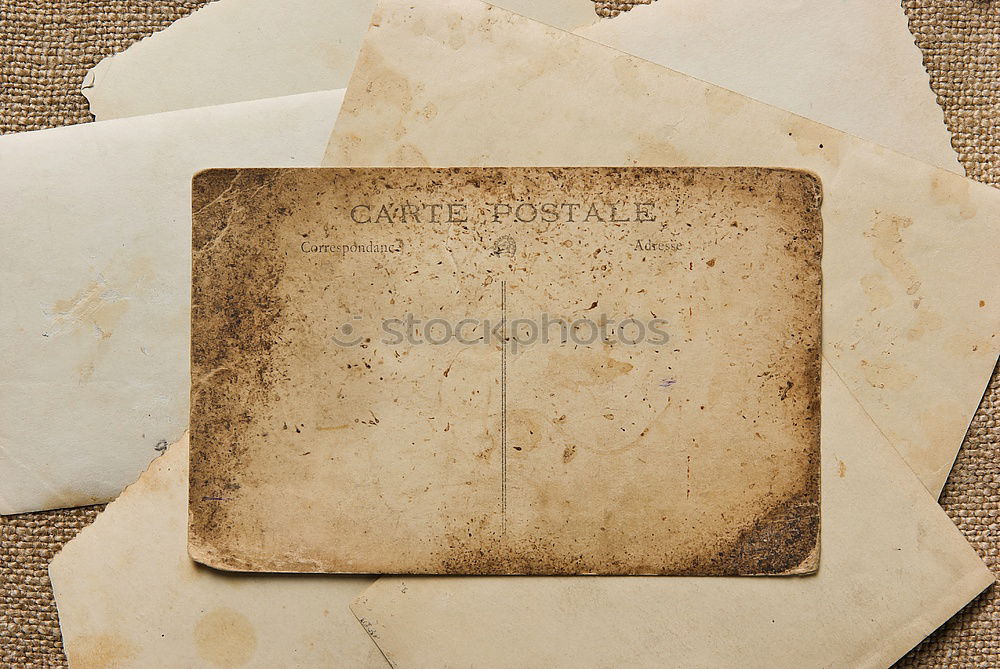 CARTE POSTALE
Correspondance Adresse
stockphotos